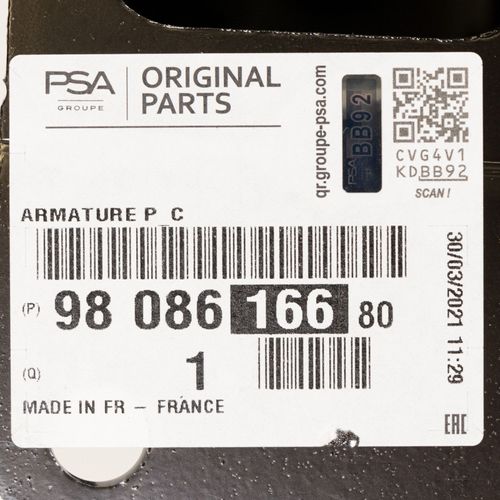 PSA
GROUPE
ORIGINAL
PARTS
qr.groupe-psa.com
PSA BB92
CVG4V1
KDBB92
SCAN!
ARMATURE P_C
(P) 98 086 166 80
(Q) 1
30/03/2021 11:29
MADE IN FR - FRANCE
EAC